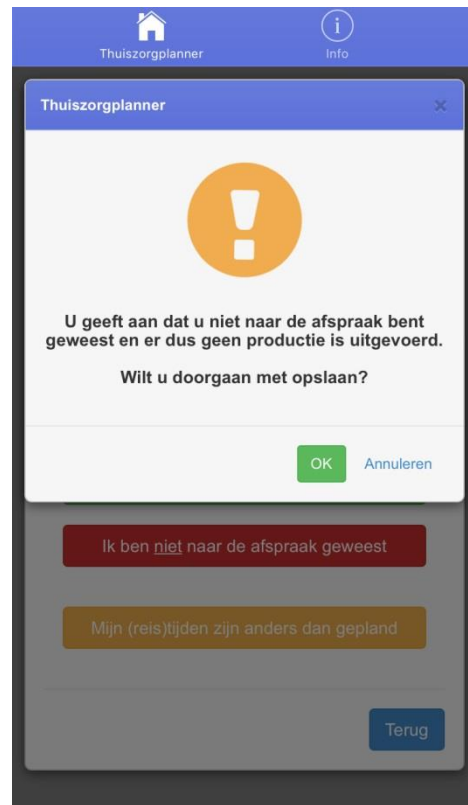 Thuiszorgplanner
Info
Thuiszorgplanner
×
U geeft aan dat u niet naar de afspraak bent
geweest en er dus geen productie is uitgevoerd.
Wilt u doorgaan met opslaan?
OK
Annuleren
Ik ben niet naar de afspraak geweest
Mijn (reis)tijden zijn anders dan gepland
Terug